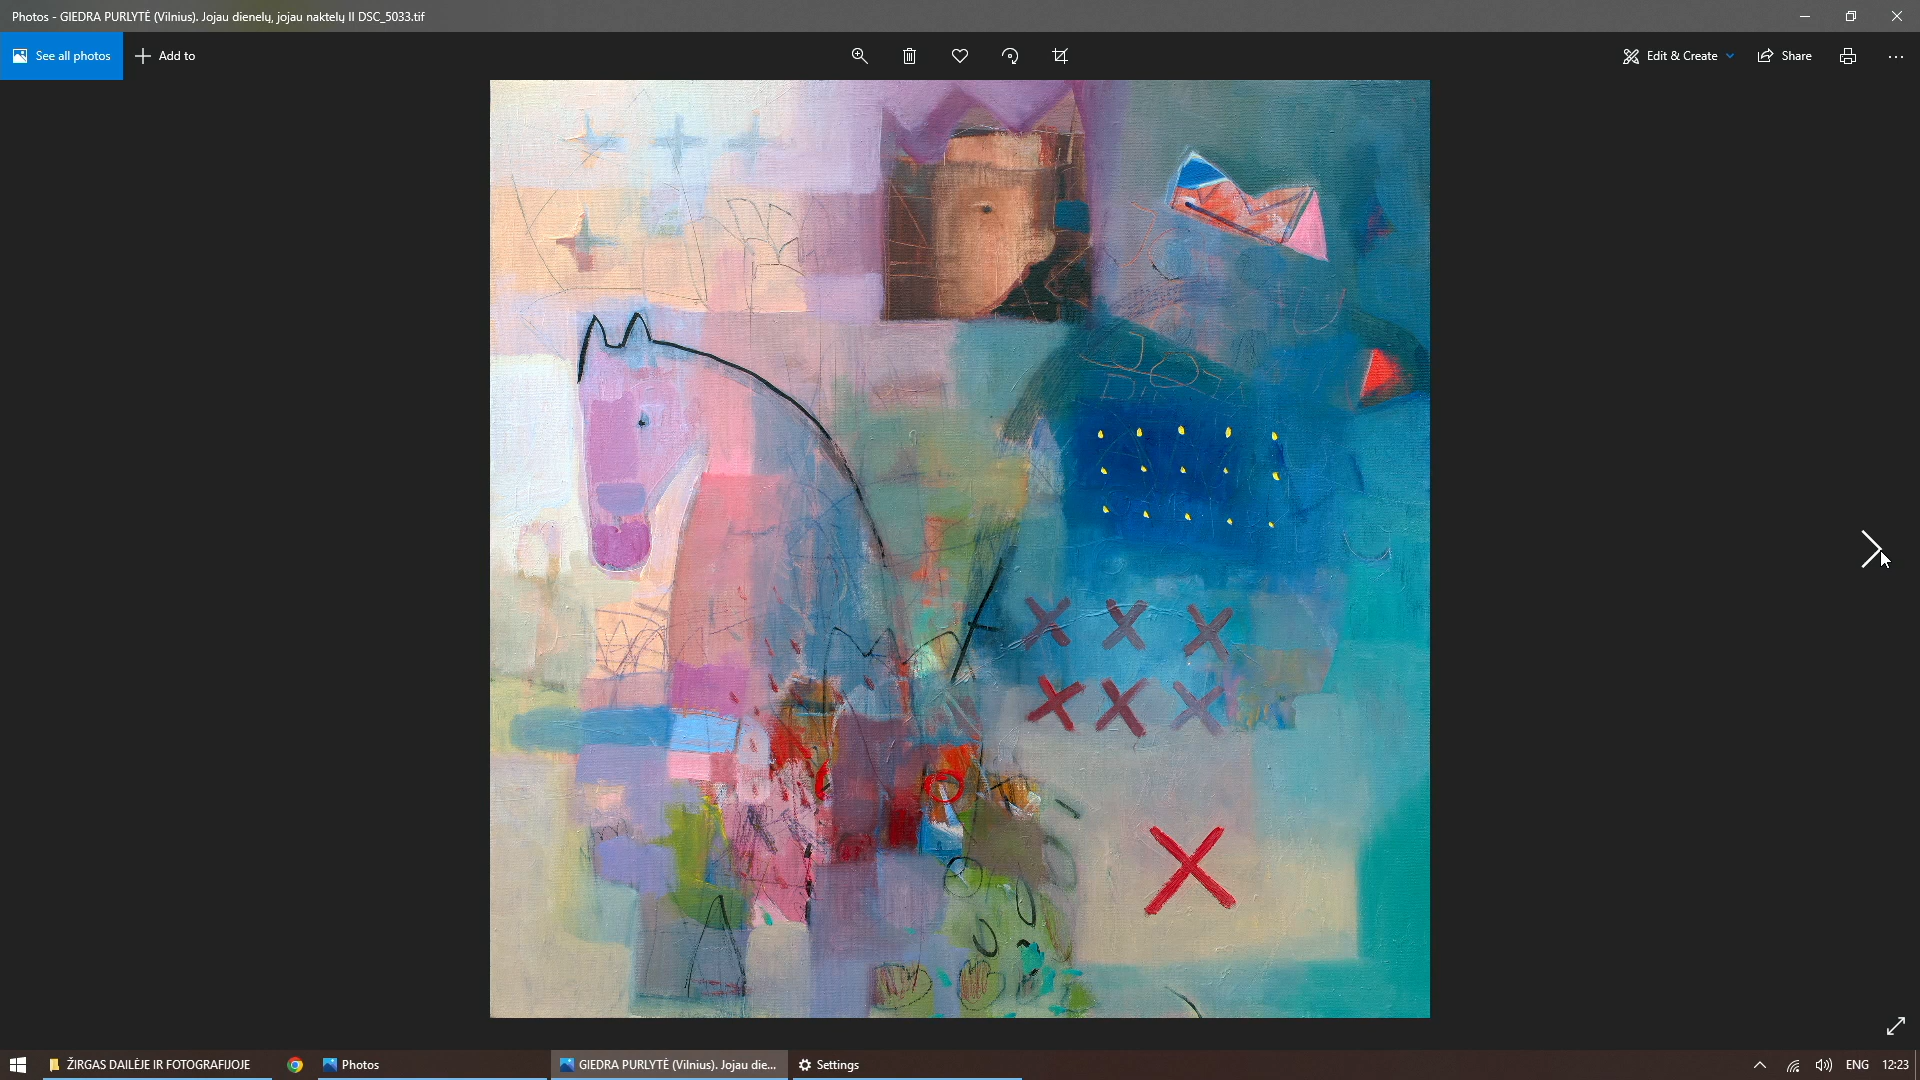 Photos - GIEDRA PURLYTĖ (Vilnius). Jojau dienelų, jojau naktelų II DSC_5033.tif
See all photos
Add to
Edit & Create
Share
ŽIRGAS DAILĖJE IR FOTOGRAFIJOJE
Photos
GIEDRA PURLYTĖ (Vilnius). Jojau die...
Settings
ENG
12:23